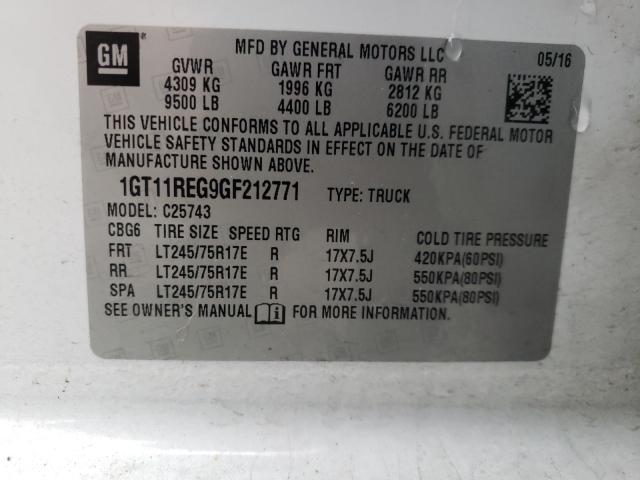 GM
MFD BY GENERAL MOTORS LLC
05/16
GVWR GAWR FRT GAWR RR
4309 KG 1996 KG 2812 KG
9500 LB 4400 LB 6200 LB
THIS VEHICLE CONFORMS TO ALL APPLICABLE U.S. FEDERAL MOTOR
VEHICLE SAFETY STANDARDS IN EFFECT ON THE DATE OF
MANUFACTURE SHOWN ABOVE.
1GT11REG9GF212771 TYPE: TRUCK
MODEL: C25743
CBG6 TIRE SIZE SPEED RTG RIM COLD TIRE PRESSURE
FRT LT245/75R17E R 17X7.5J 420KPA(60PSI)
RR LT245/75R17E R 17X7.5J 550KPA(80PSI)
SPA LT245/75R17E R 17X7.5J 550KPA(80PSI)
SEE OWNER'S MANUAL i FOR MORE INFORMATION.